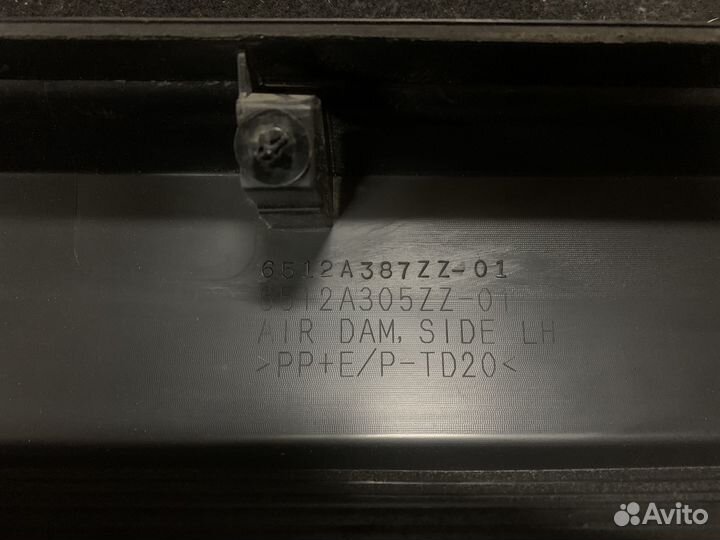 6512A387ZZ-01
6512A305ZZ-01
AIR DAM, SIDE LH
>PP+E/P-TD20<
Avito